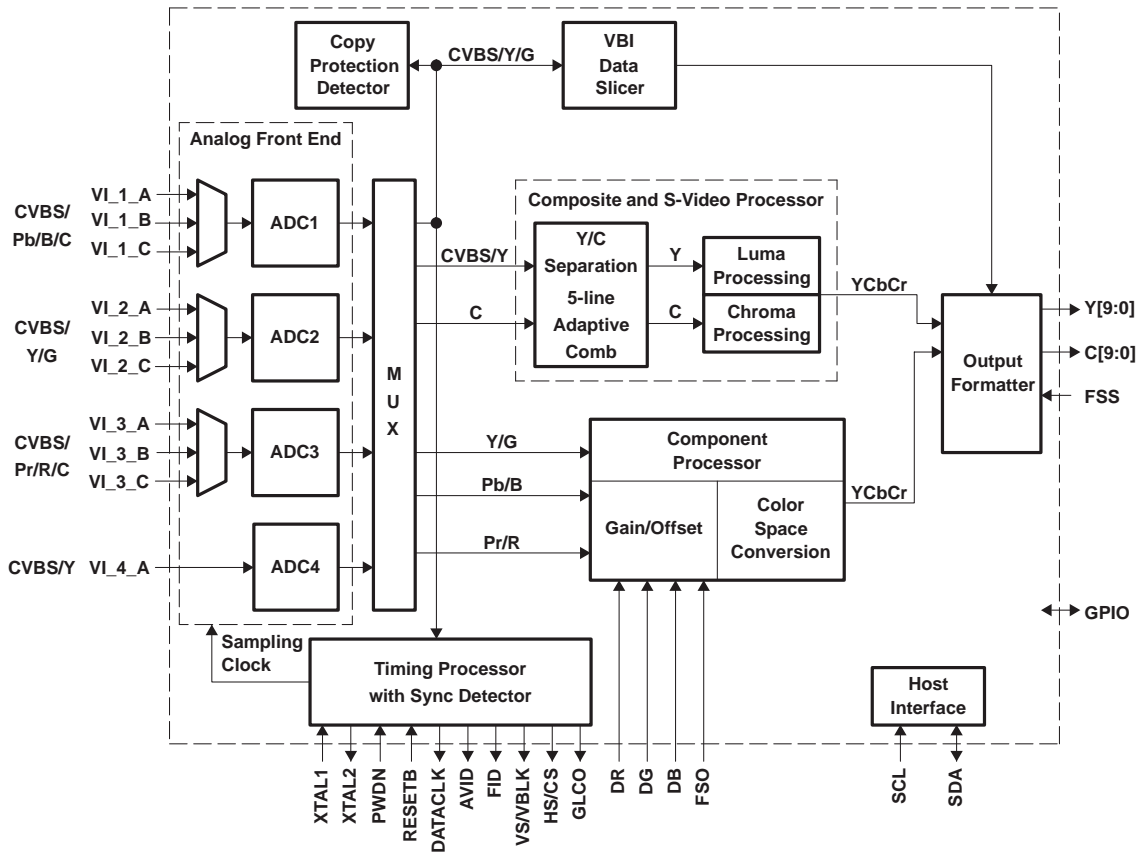 Copy
Protection
Detector
CVBS/Y/G
VBI
Data
Slicer
Analog Front End
CVBS/
Pb/B/C
VI_1_A
VI_1_B
VI_1_C
ADC1
CVBS/
Y/G
VI_2_A
VI_2_B
VI_2_C
ADC2
CVBS/
Pr/R/C
VI_3_A
VI_3_B
VI_3_C
ADC3
CVBS/Y
VI_4_A
ADC4
M
U
X
Composite and S-Video Processor
CVBS/Y
C
Y/C
Separation
5-line
Adaptive
Comb
Y
C
Luma
Processing
Chroma
Processing
YCbCr
Output
Formatter
Y[9:0]
C[9:0]
FSS
Y/G
Pb/B
Pr/R
Component
Processor
Gain/Offset
Color
Space
Conversion
YCbCr
GPIO
Sampling
Clock
Timing Processor
with Sync Detector
Host
Interface
XTAL1
XTAL2
PWDN
RESETB
DATACLK
AVID
FID
VS/VBLK
HS/CS
GLCO
DR
DG
DB
FSO
SCL
SDA